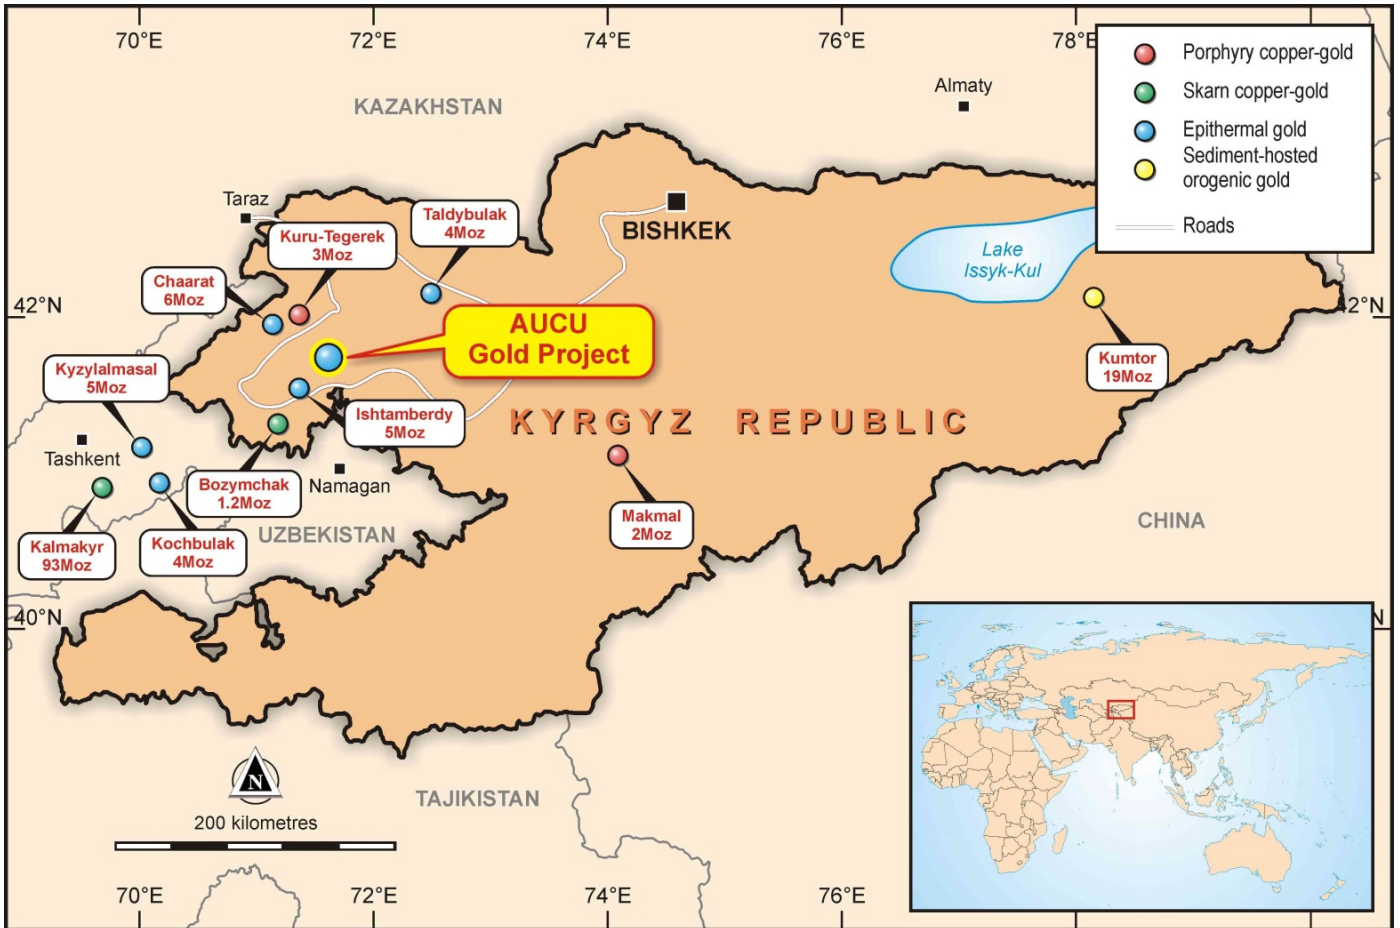 70°E
72°E
74°E
76°E
78°E
Porphyry copper-gold
Skarn copper-gold
Epithermal gold
Sediment-hosted
orogenic gold
Roads
KAZAKHSTAN
Almaty
Taraz
Taldybulak
4Moz
Kuru-Tegerek
3Moz
BISHKEK
Lake
Issyk-Kul
Chaarat
6Moz
42°N
42°N
AUCU
Gold Project
Kumtor
19Moz
Kyzylalmasal
5Moz
Ishtamberdy
5Moz
KYRGYZ REPUBLIC
Tashkent
Bozymchak
1.2Moz
Namagan
Makmal
2Moz
CHINA
UZBEKISTAN
Kalmakyr
93Moz
Kochbulak
4Moz
40°N
N
N
TAJIKISTAN
200 kilometres
70°E
72°E
74°E
76°E